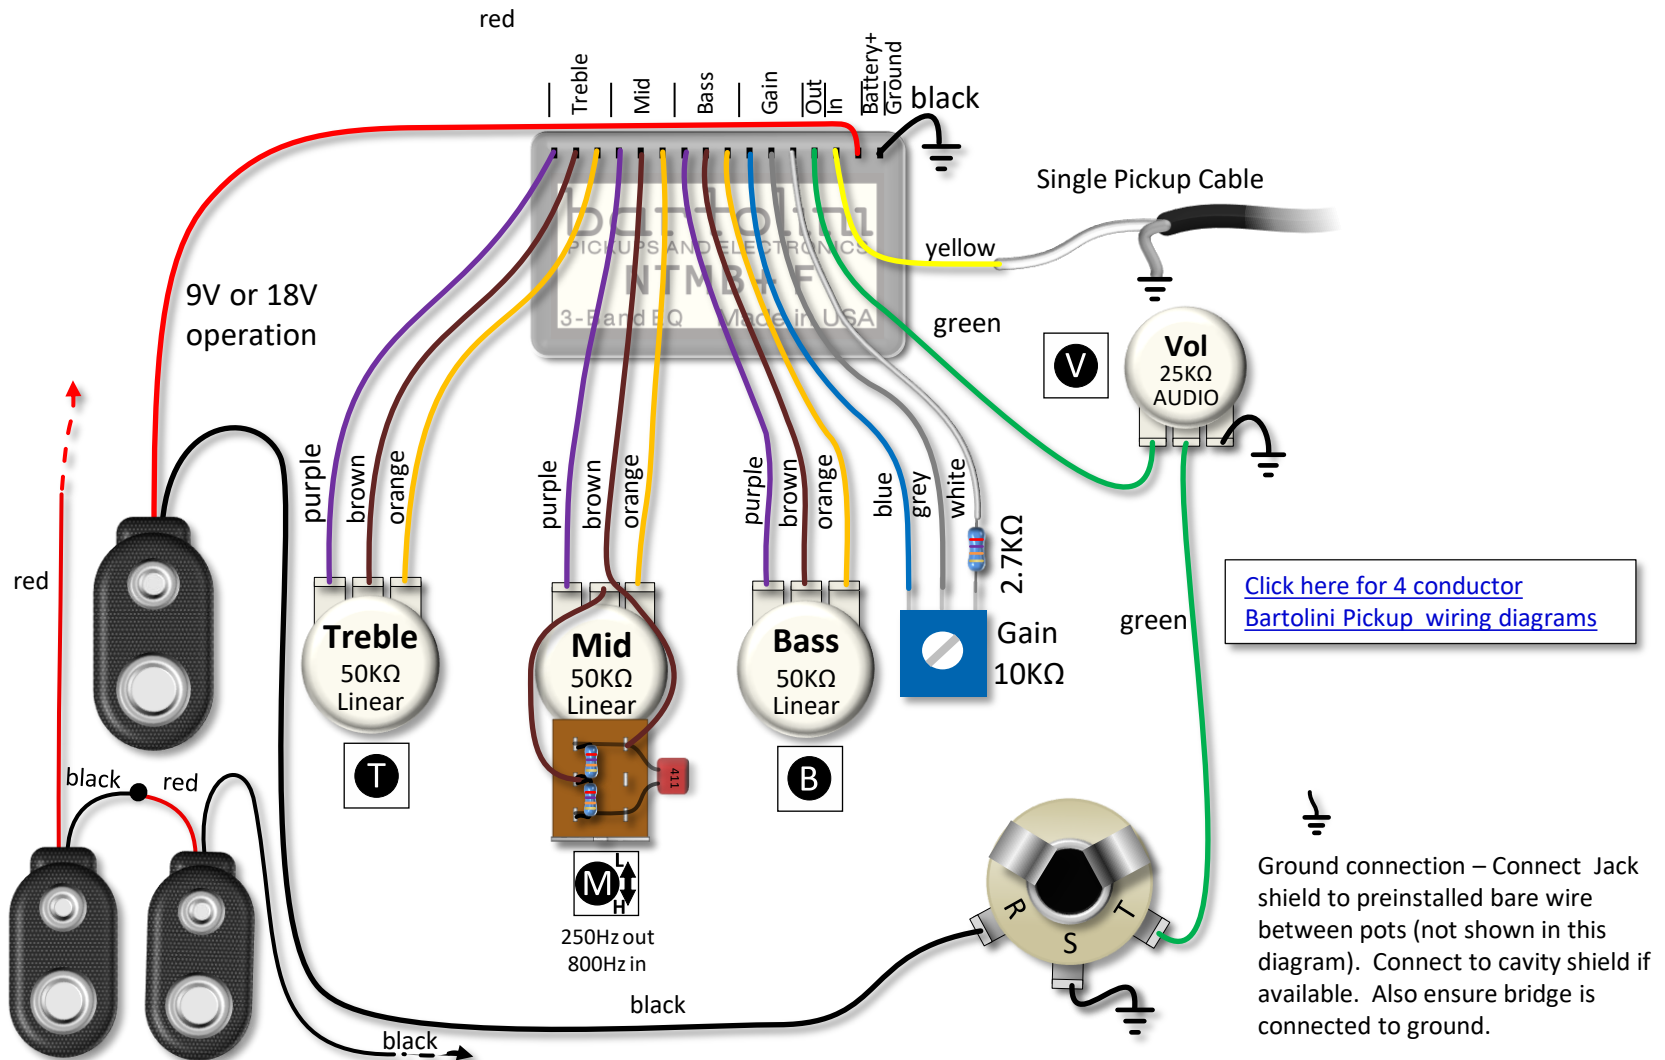 red
Treble
Mid
Bass
Gain
Out
In
Battery+
Ground
black
bartolini
PICKUPS AND ELECTRONICS
NTMB+ F
3-Band EQ Made in USA
Single Pickup Cable
yellow
9V or 18V
operation
green
V
Vol
25KΩ
AUDIO
purple
brown
orange
purple
brown
orange
purple
brown
orange
blue
grey
white
2.7KΩ
red
Treble
50KΩ
Linear
Mid
50KΩ
Linear
Bass
50KΩ
Linear
Gain
10KΩ
green
Click here for 4 conductor
Bartolini Pickup wiring diagrams
T
411
B
black
red
M
L
H
250Hz out
800Hz in
R
T
S
Ground connection – Connect Jack
shield to preinstalled bare wire
between pots (not shown in this
diagram). Connect to cavity shield if
available. Also ensure bridge is
connected to ground.
black
black